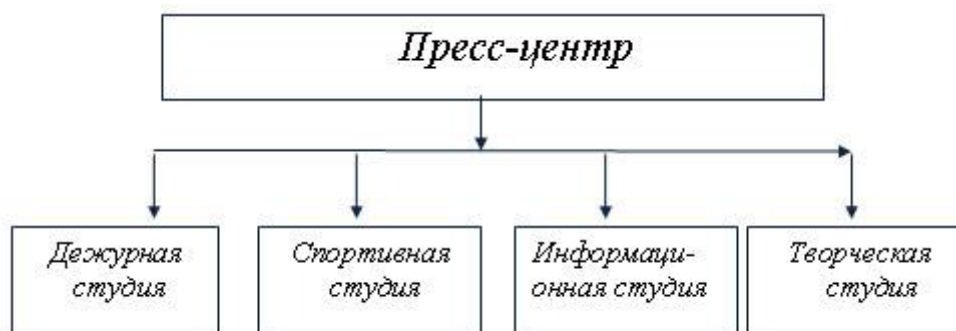 Пресс-центр
Дежурная
студия
Спортивная
студия
Информаци-
онная студия
Творческая
студия